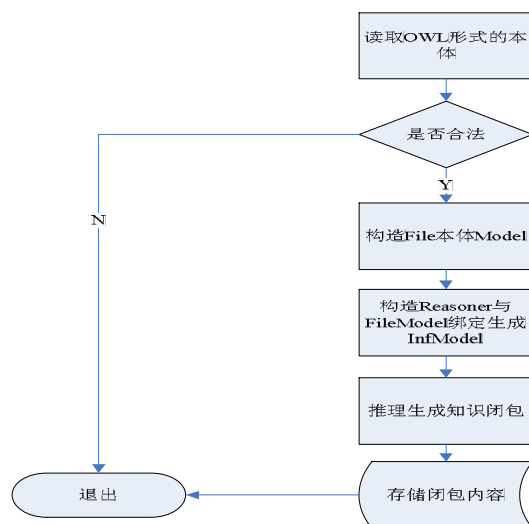 读取OWL形式的本
体
是否合法
Y
N
构造File本体Model
构造Reasoner与
FileModel绑定生成
InfModel
推理生成知识闭包
存储闭包内容
退出